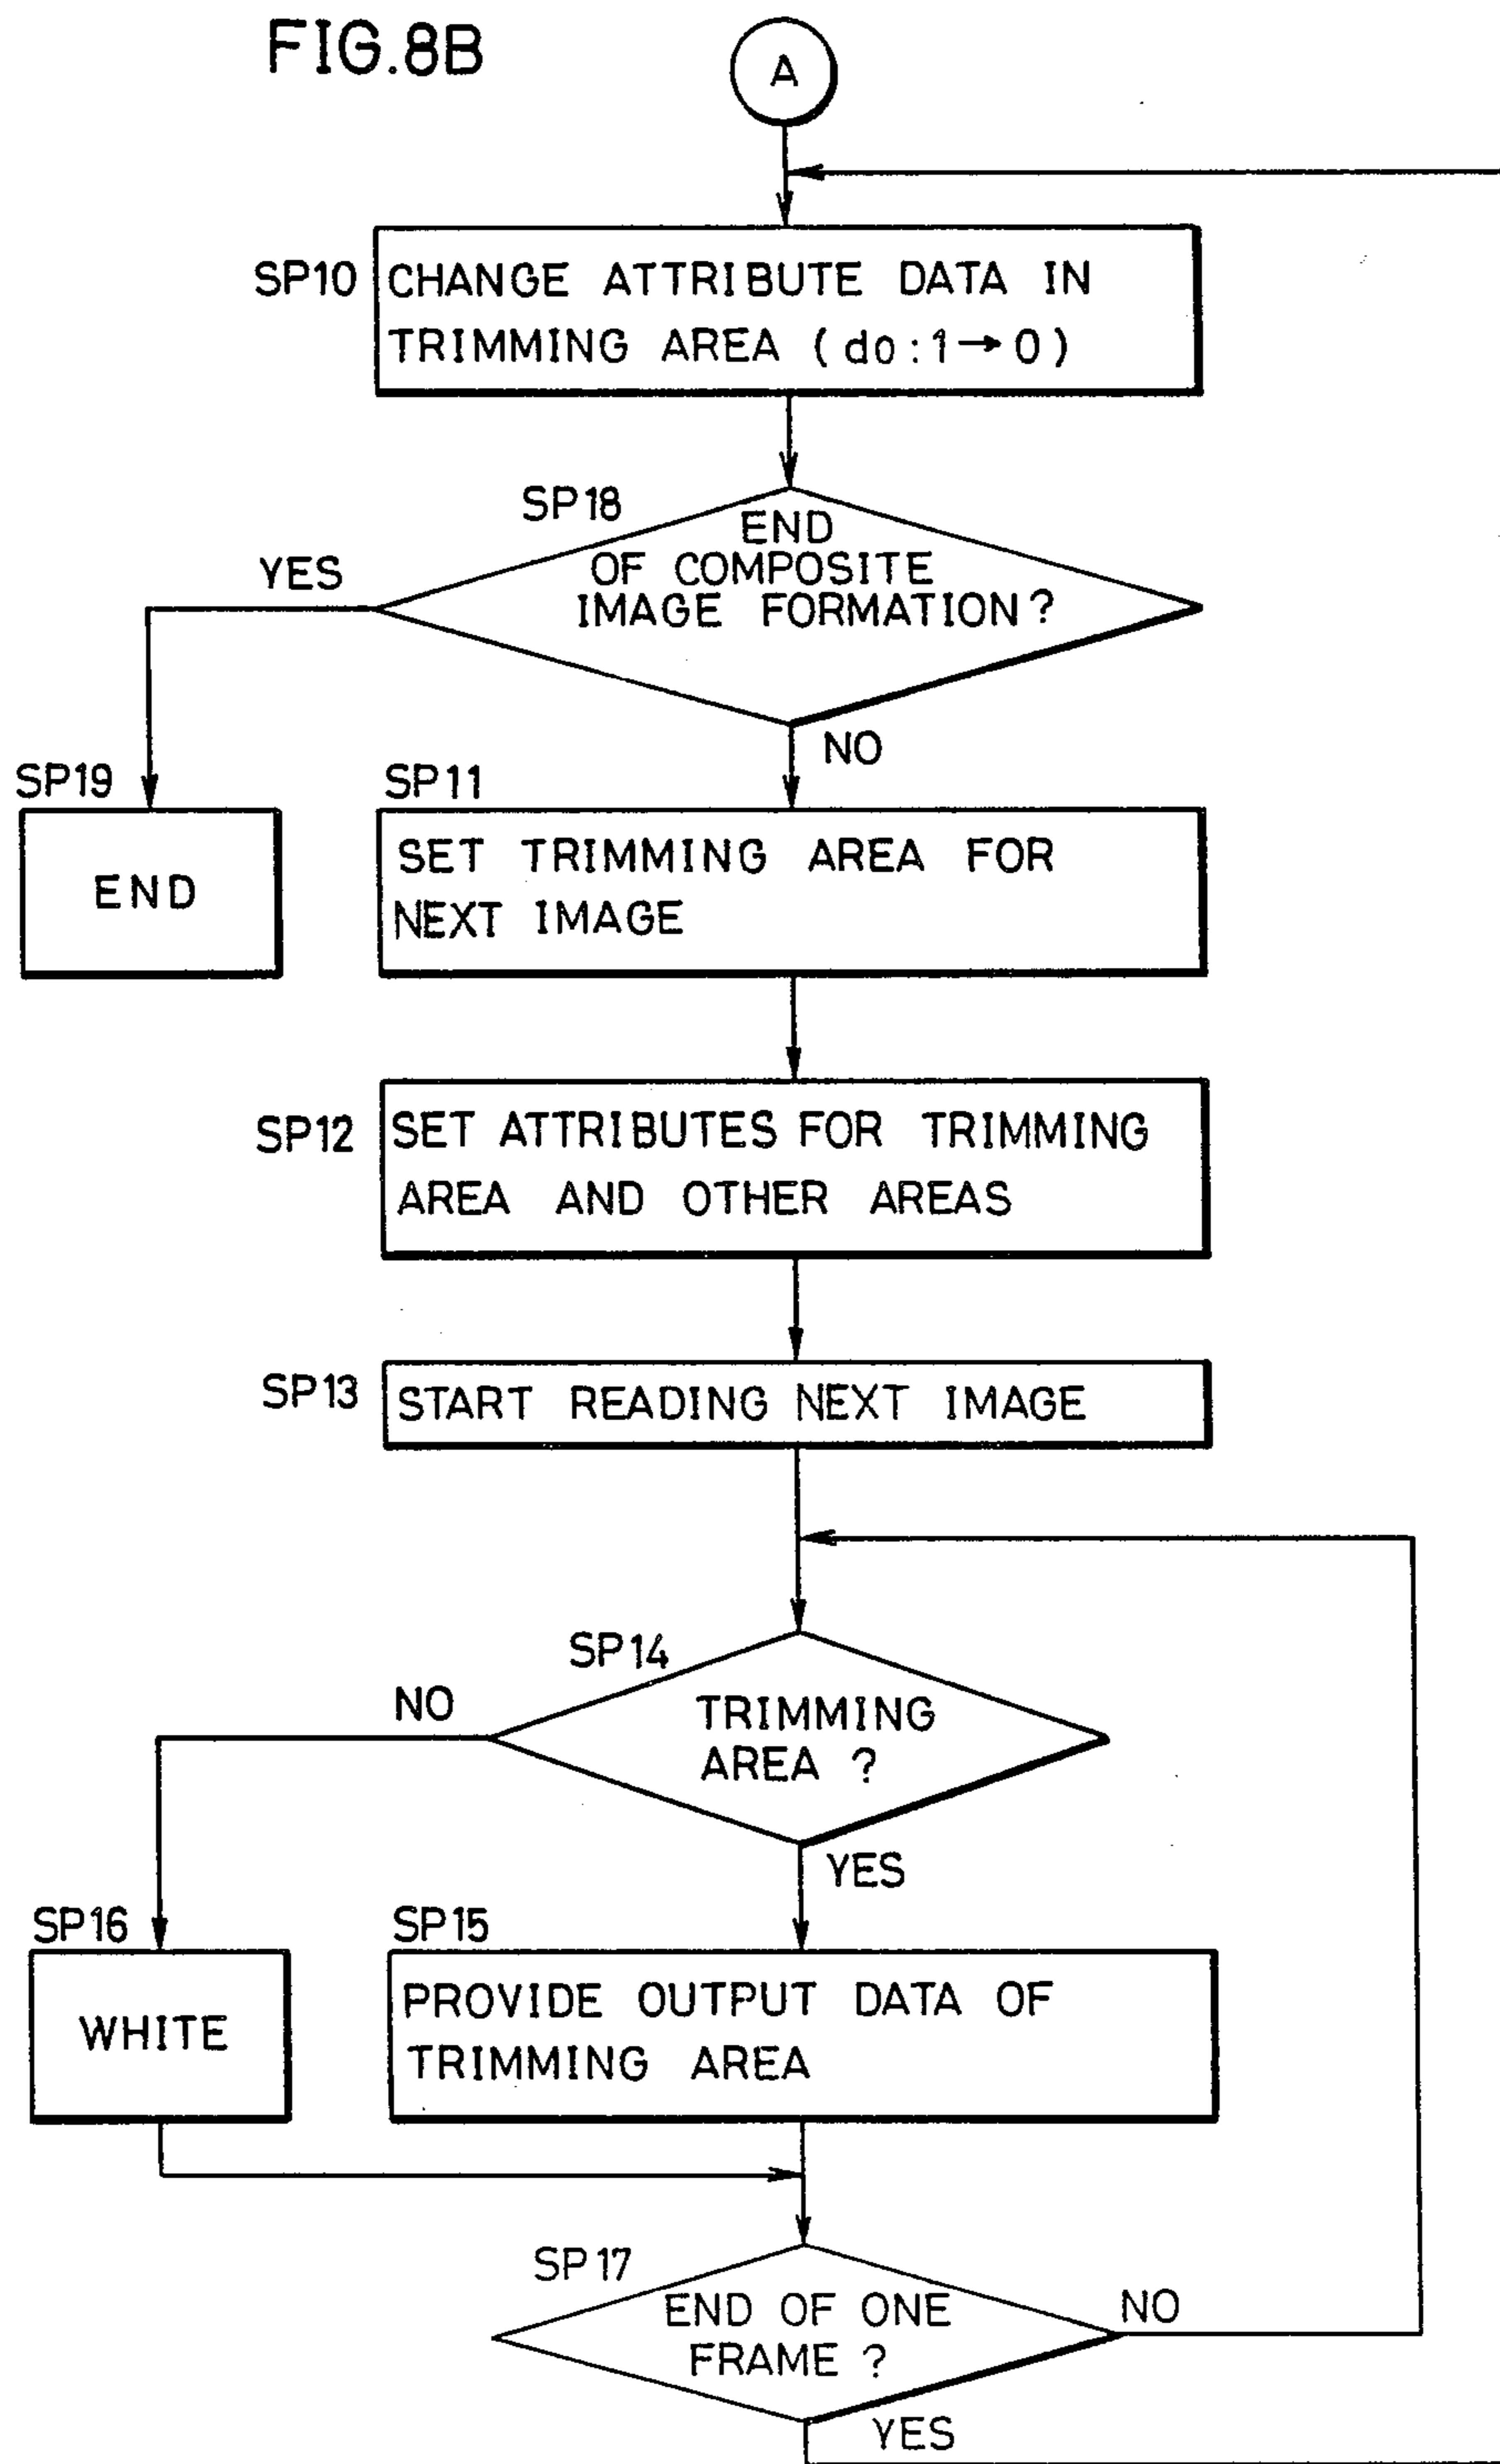 FIG.8B
A
SP10
CHANGE ATTRIBUTE DATA IN
TRIMMING AREA (do:1→0)
SP18
END
OF COMPOSITE
IMAGE FORMATION?
YES
NO
SP19
END
SP11
SET TRIMMING AREA FOR
NEXT IMAGE
SP12
SET ATTRIBUTES FOR TRIMMING
AREA AND OTHER AREAS
SP13
START READING NEXT IMAGE
SP14
TRIMMING
AREA ?
NO
YES
SP16
WHITE
SP15
PROVIDE OUTPUT DATA OF
TRIMMING AREA
SP17
END OF ONE
FRAME ?
NO
YES